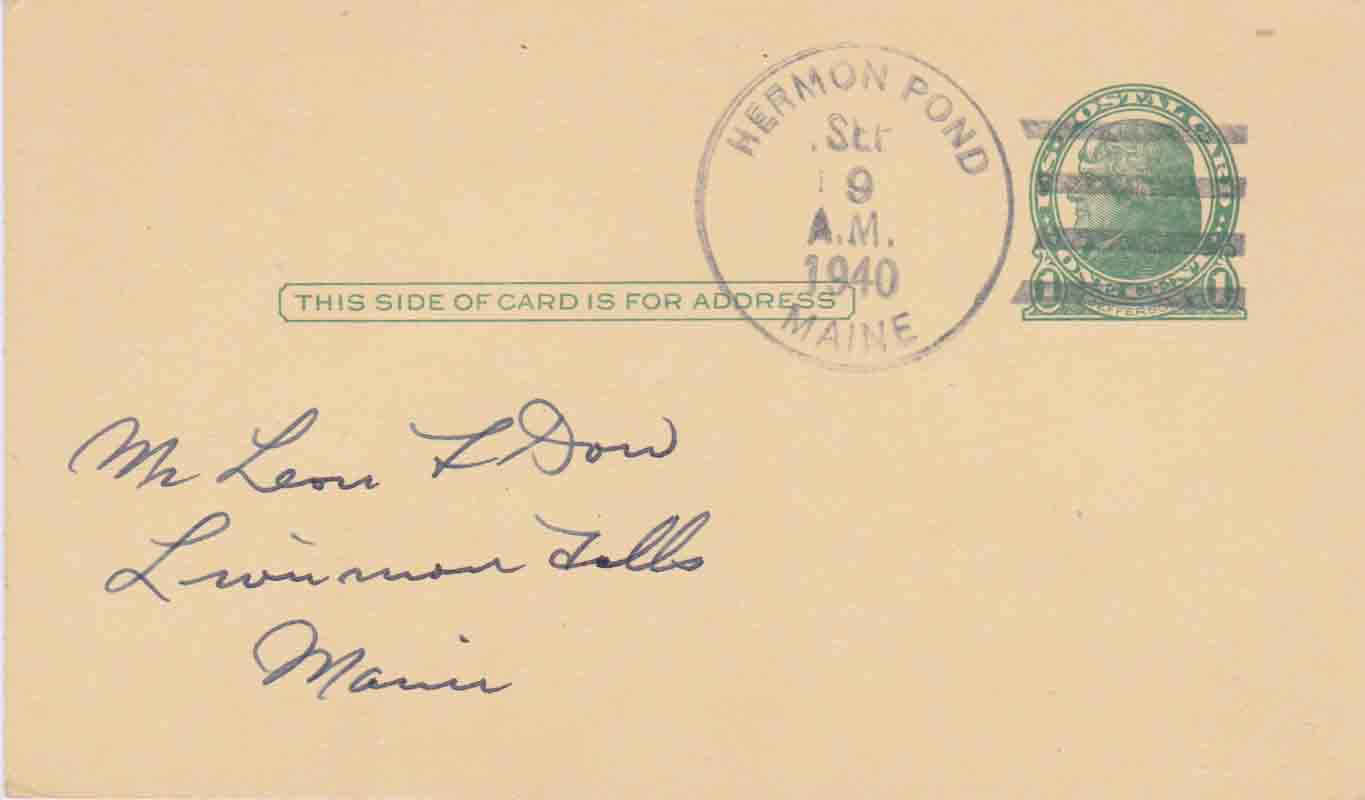 HERMON POND
SEP
9
A.M.
1940
MAINE
U.S. POSTAL CARD
1 ONE CENT 1
JEFFERSON
THIS SIDE OF CARD IS FOR ADDRESS
Mr Leon L Dow
Livermore Falls
Maine